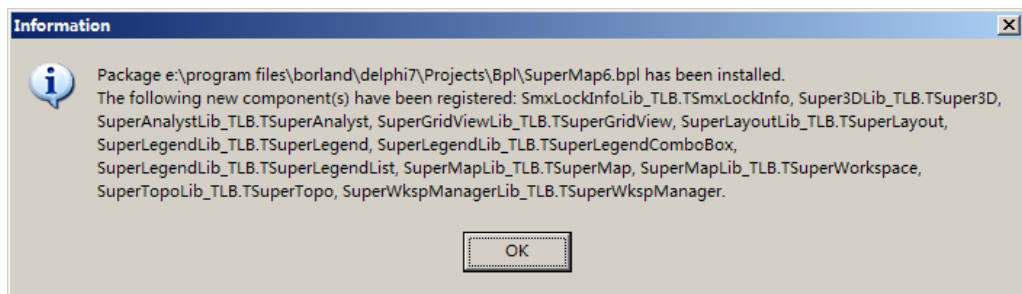 Information
Package e:\program files\borland\delphi7\Projects\Bpl\SuperMap6.bpl has been installed.
The following new component(s) have been registered: SmxLockInfoLib_TLB.TSmxLockInfo, Super3DLib_TLB.TSuper3D,
SuperAnalystLib_TLB.TSuperAnalyst, SuperGridViewLib_TLB.TSuperGridView, SuperLayoutLib_TLB.TSuperLayout,
SuperLegendLib_TLB.TSuperLegend, SuperLegendLib_TLB.TSuperLegendComboBox,
SuperLegendLib_TLB.TSuperLegendList, SuperMapLib_TLB.TSuperMap, SuperMapLib_TLB.TSuperWorkspace,
SuperTopoLib_TLB.TSuperTopo, SuperWkspManagerLib_TLB.TSuperWkspManager.
OK